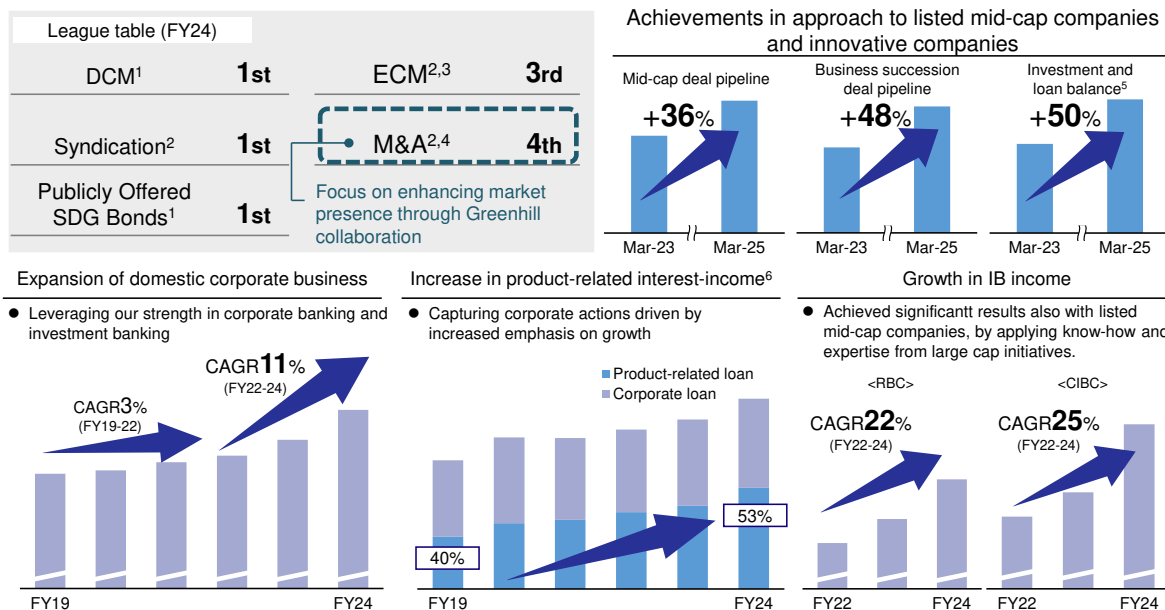 League table (FY24)
DCM1 1st
ECM2,3 3rd
Syndication2 1st
M&A2,4 4th
Publicly Offered
SDG Bonds1 1st
Focus on enhancing market
presence through Greenhill
collaboration
Achievements in approach to listed mid-cap companies
and innovative companies
Mid-cap deal pipeline
+36%
Mar-23 Mar-25
Business succession
deal pipeline
+48%
Mar-23 Mar-25
Investment and
loan balance5
+50%
Mar-23 Mar-25
Expansion of domestic corporate business
● Leveraging our strength in corporate banking and
investment banking
CAGR3%
(FY19-22)
CAGR11%
(FY22-24)
FY19 FY24
Increase in product-related interest-income6
● Capturing corporate actions driven by
increased emphasis on growth
Product-related loan
Corporate loan
40%
53%
FY19 FY24
Growth in IB income
● Achieved significantt results also with listed
mid-cap companies, by applying know-how and
expertise from large cap initiatives.
<RBC>
CAGR22%
(FY22-24)
FY22 FY24
<CIBC>
CAGR25%
(FY22-24)
FY22 FY24